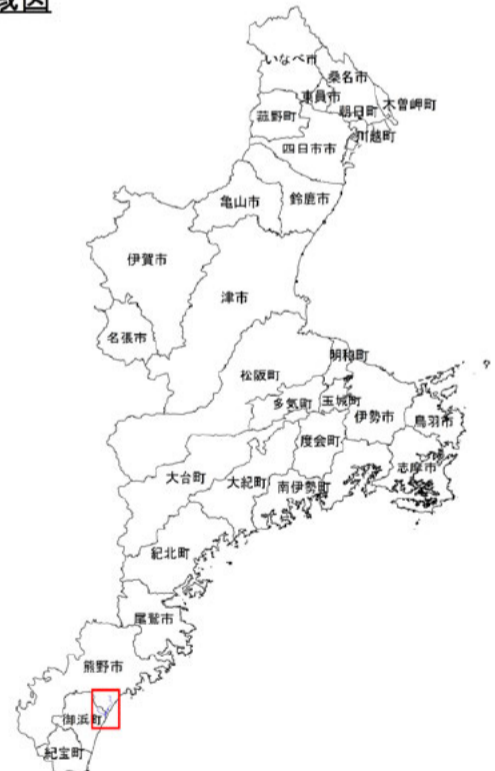 域図
いなべ市
桑名市
東員市
木曽岬町
朝日町
菰野町
川越町
四日市市
亀山市
鈴鹿市
伊賀市
津市
名張市
明和町
松阪町
多気町
玉城町
伊勢市
鳥羽市
度会町
志摩市
大台町
大紀町
南伊勢町
紀北町
尾鷲市
熊野市
御浜町
紀宝町